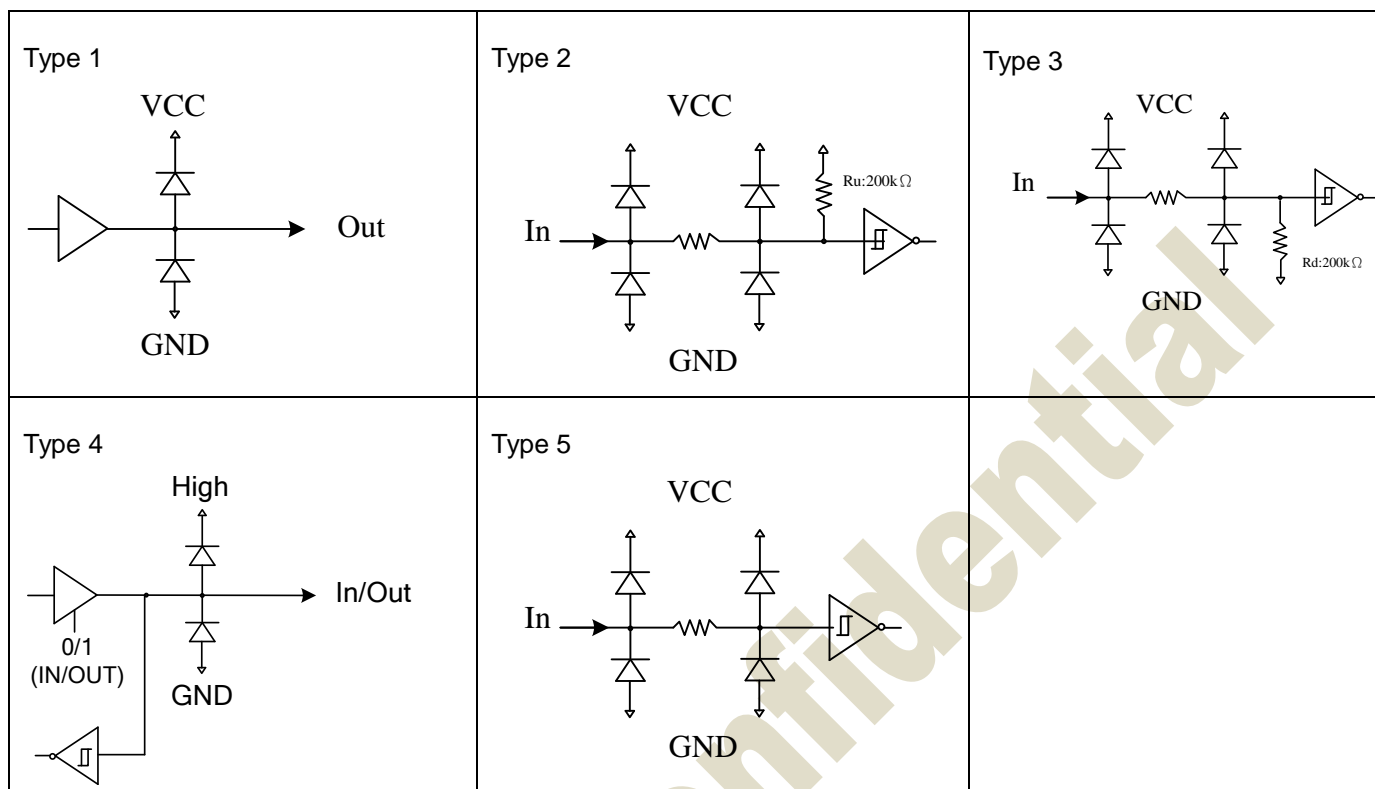 Type 1
VCC
Out
GND
Type 2
VCC
Ru:200kΩ
In
GND
Type 3
VCC
In
Rd:200kΩ
GND
Type 4
High
In/Out
0/1
(IN/OUT)
GND
Type 5
VCC
In
GND
nfidential